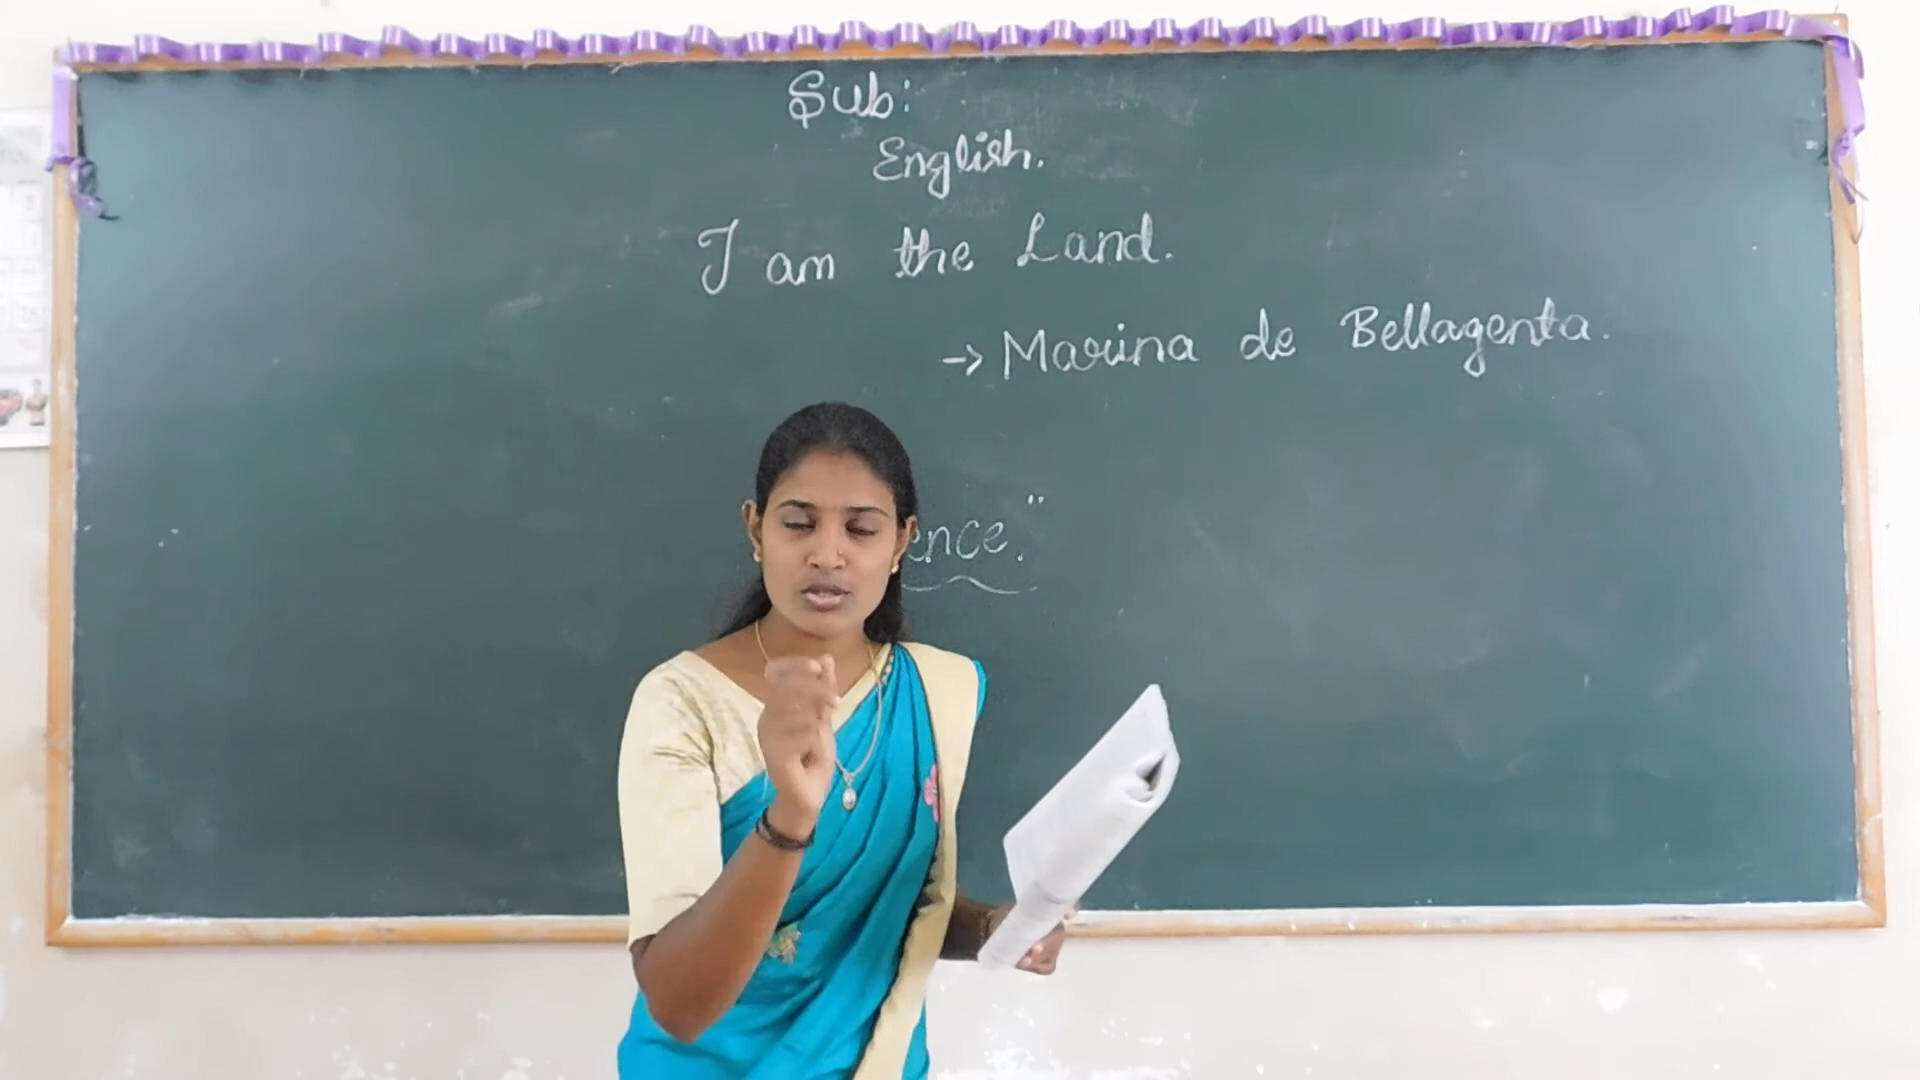 Sub:
English.
I am the Land.
→ Marina de Bellagenta.
ence."